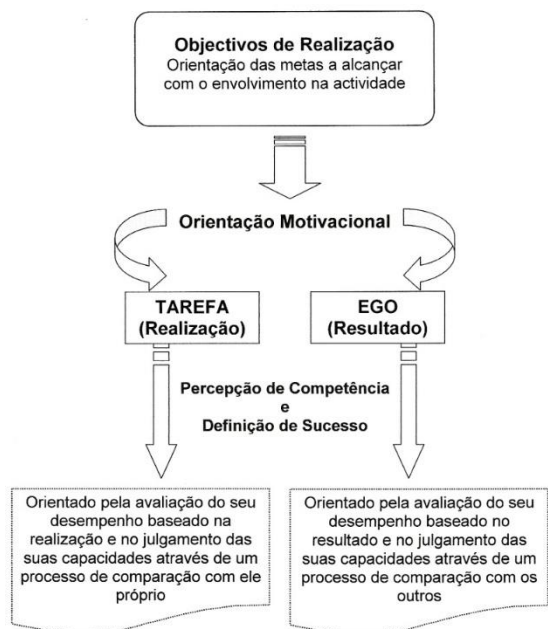 Objectivos de Realização
Orientação das metas a alcançar
com o envolvimento na actividade
Orientação Motivacional
TAREFA
(Realização)
EGO
(Resultado)
Percepção de Competência
e
Definição de Sucesso
Orientado pela avaliação do seu
desempenho baseado na
realização e no julgamento das
suas capacidades através de um
processo de comparação com ele
próprio
Orientado pela avaliação do seu
desempenho baseado no
resultado e no julgamento das
suas capacidades através de um
processo de comparação com os
outros